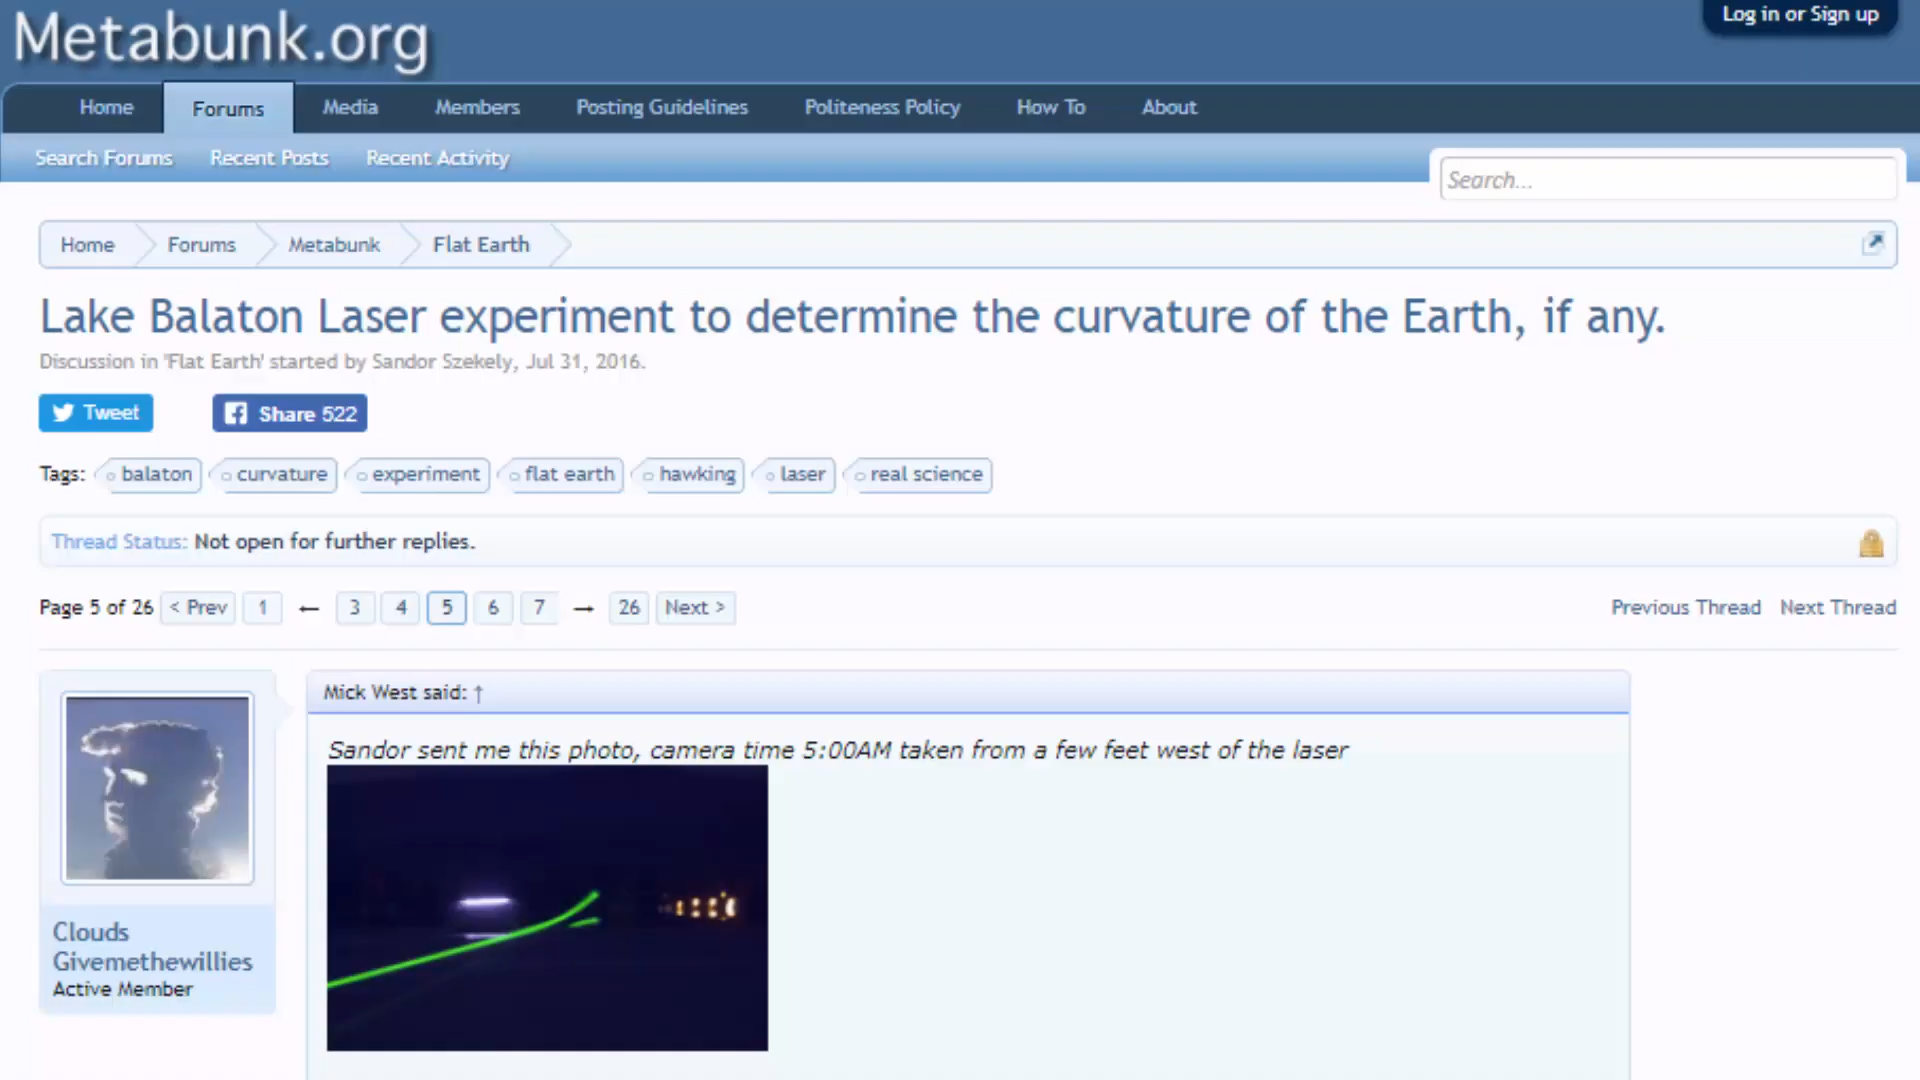 Metabunk.org
Log in or Sign up
Home Forums Media Members Posting Guidelines Politeness Policy How To About
Search Forums Recent Posts Recent Activity
Search...
Home Forums Metabunk Flat Earth
Lake Balaton Laser experiment to determine the curvature of the Earth, if any.
Discussion in 'Flat Earth' started by Sandor Szekely, Jul 31, 2016.
Tweet Share 522
Tags: balaton curvature experiment flat earth hawking laser real science
Thread Status: Not open for further replies.
Page 5 of 26 < Prev 1 ← 3 4 5 6 7 → 26 Next >
Previous Thread Next Thread
Mick West said: ↑
Sandor sent me this photo, camera time 5:00AM taken from a few feet west of the laser
Clouds
Givemethewillies
Active Member